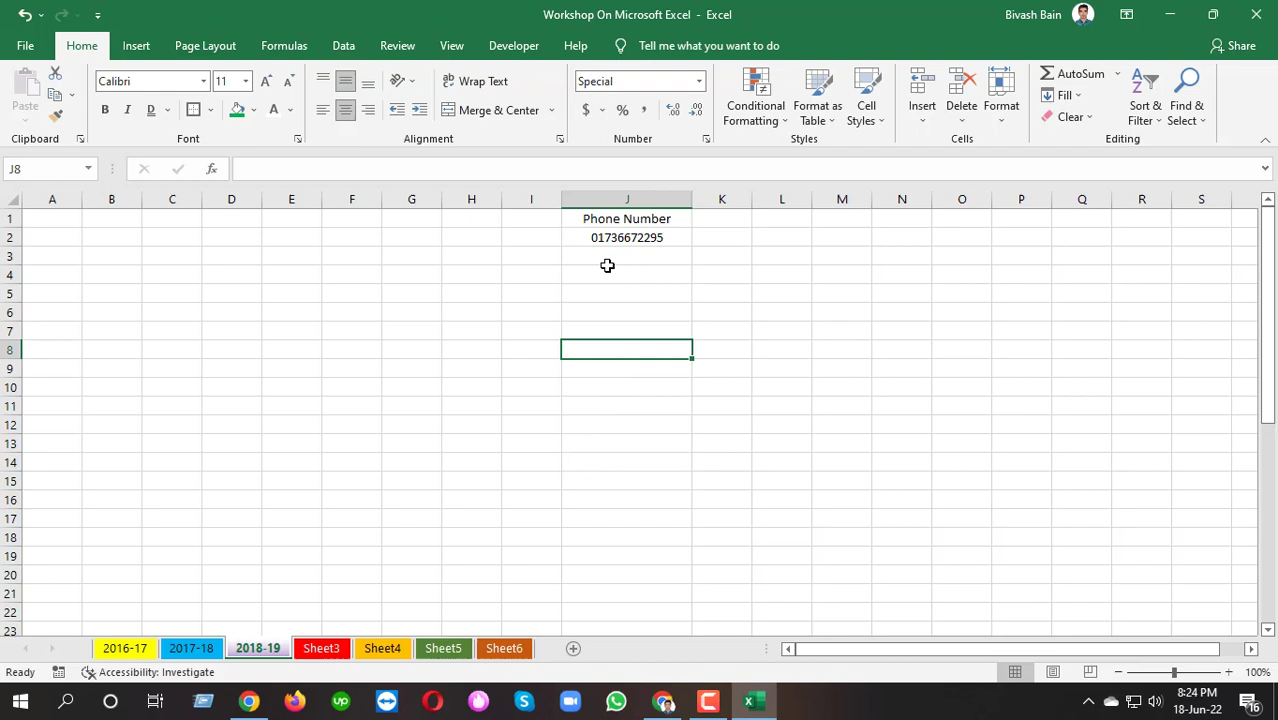 Workshop On Microsoft Excel - Excel
Bivash Bain
File Home Insert Page Layout Formulas Data Review View Developer Help Tell me what you want to do Share
Paste
Clipboard
Calibri 11
B I D A
Font
Wrap Text
Merge & Center
Alignment
Special
$ % ,
Number
Conditional Formatting
Format as Table
Cell Styles
Styles
Insert Delete Format
Cells
AutoSum
Fill
Clear
Sort & Filter
Find & Select
Editing
J8 fx
A B C D E F G H I J K L M N O P Q R S
1 Phone Number
2 01736672295
3
4
5
6
7
8
9
10
11
12
13
14
15
16
17
18
19
20
21
22
23
2016-17 2017-18 2018-19 Sheet3 Sheet4 Sheet5 Sheet6
Ready Accessibility: Investigate 100%
8:24 PM
18-Jun-22
16